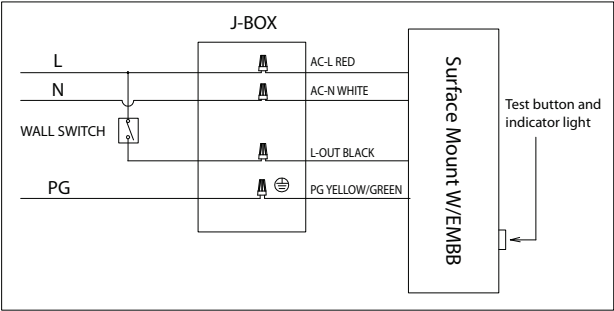 J-BOX
L
AC-L RED
N
AC-N WHITE
WALL SWITCH
L-OUT BLACK
PG
PG YELLOW/GREEN
Surface Mount W/EMBB
Test button and
indicator light